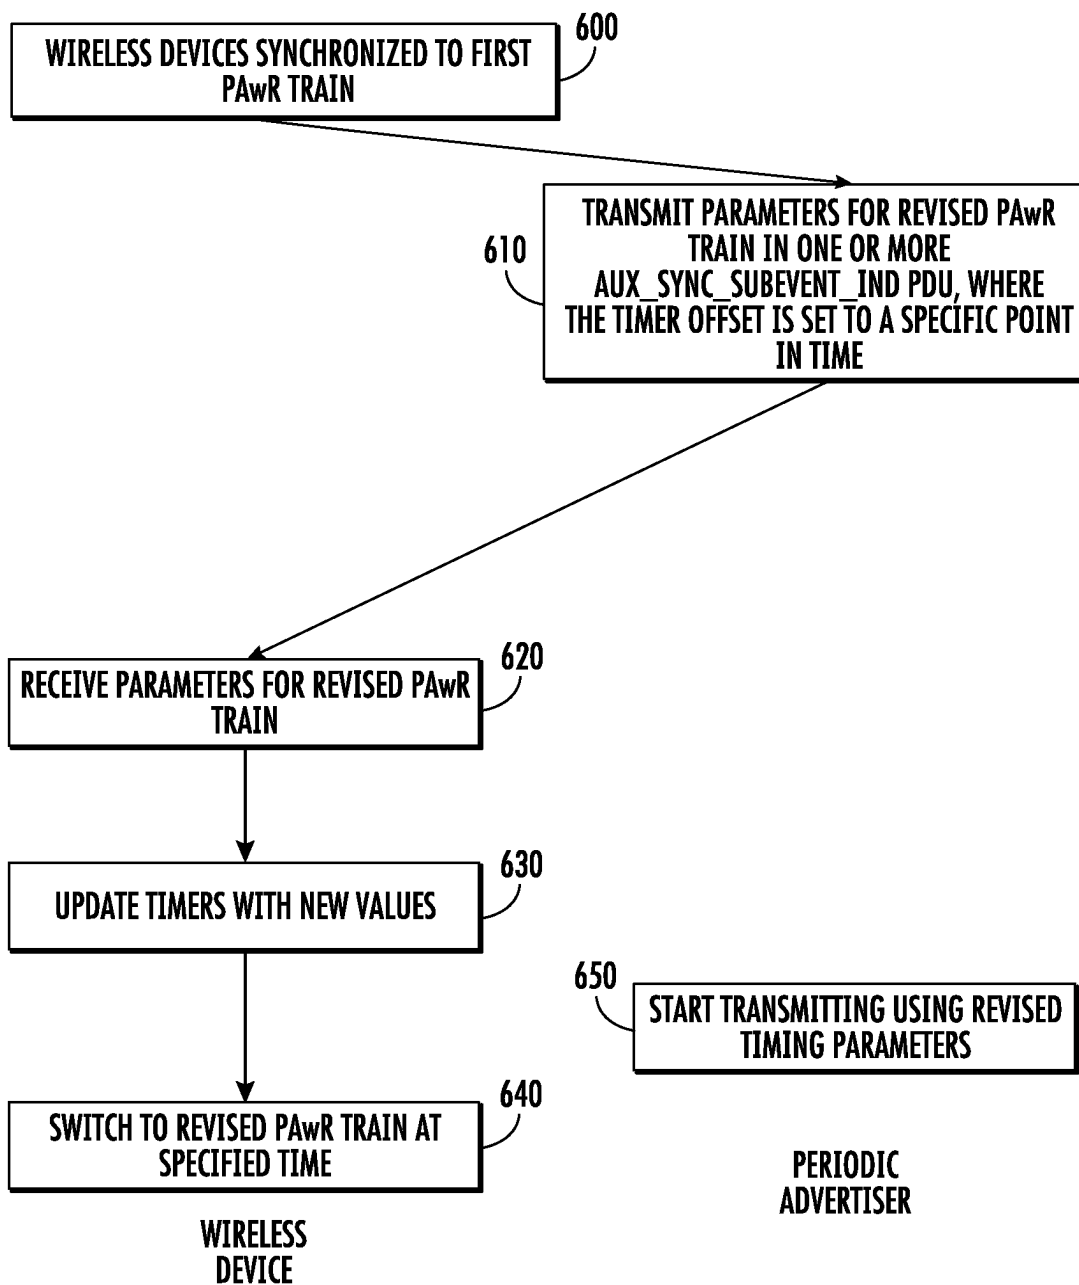 600
WIRELESS DEVICES SYNCHRONIZED TO FIRST
PAwR TRAIN
610
TRANSMIT PARAMETERS FOR REVISED PAwR
TRAIN IN ONE OR MORE
AUX_SYNC_SUBEVENT_IND PDU, WHERE
THE TIMER OFFSET IS SET TO A SPECIFIC POINT
IN TIME
620
RECEIVE PARAMETERS FOR REVISED PAwR
TRAIN
630
UPDATE TIMERS WITH NEW VALUES
650
START TRANSMITTING USING REVISED
TIMING PARAMETERS
640
SWITCH TO REVISED PAwR TRAIN AT
SPECIFIED TIME
PERIODIC
ADVERTISER
WIRELESS
DEVICE